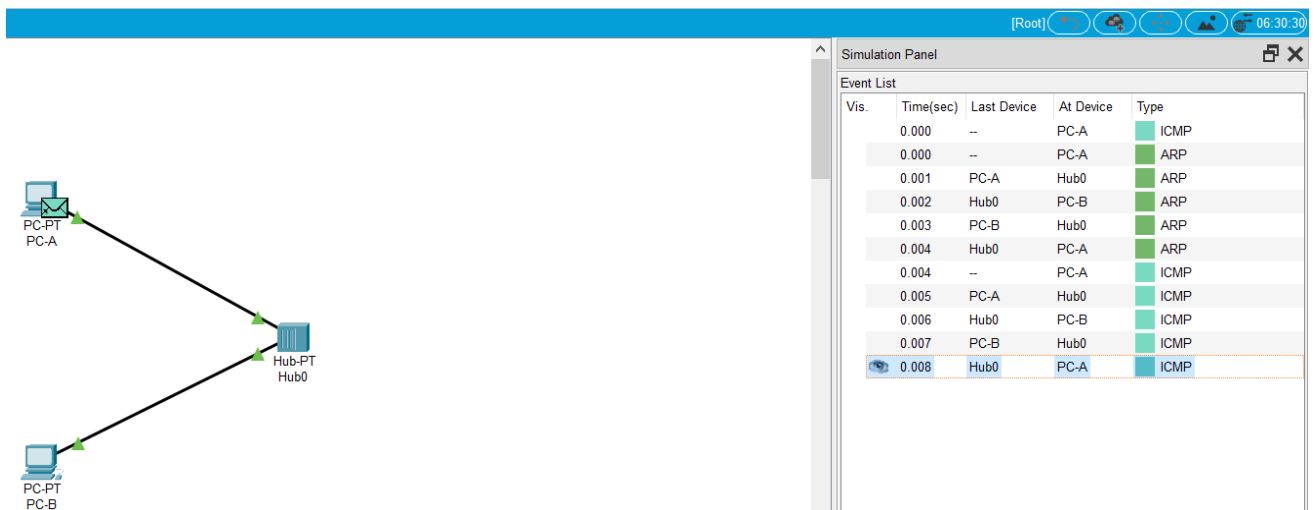 [Root] 06:30:30
Simulation Panel
Event List
Vis. Time(sec) Last Device At Device Type
0.000 -- PC-A ICMP
0.000 -- PC-A ARP
0.001 PC-A Hub0 ARP
0.002 Hub0 PC-B ARP
0.003 PC-B Hub0 ARP
0.004 Hub0 PC-A ARP
0.004 -- PC-A ICMP
0.005 PC-A Hub0 ICMP
0.006 Hub0 PC-B ICMP
0.007 PC-B Hub0 ICMP
0.008 Hub0 PC-A ICMP
PC-PT
PC-A
Hub-PT
Hub0
PC-PT
PC-B